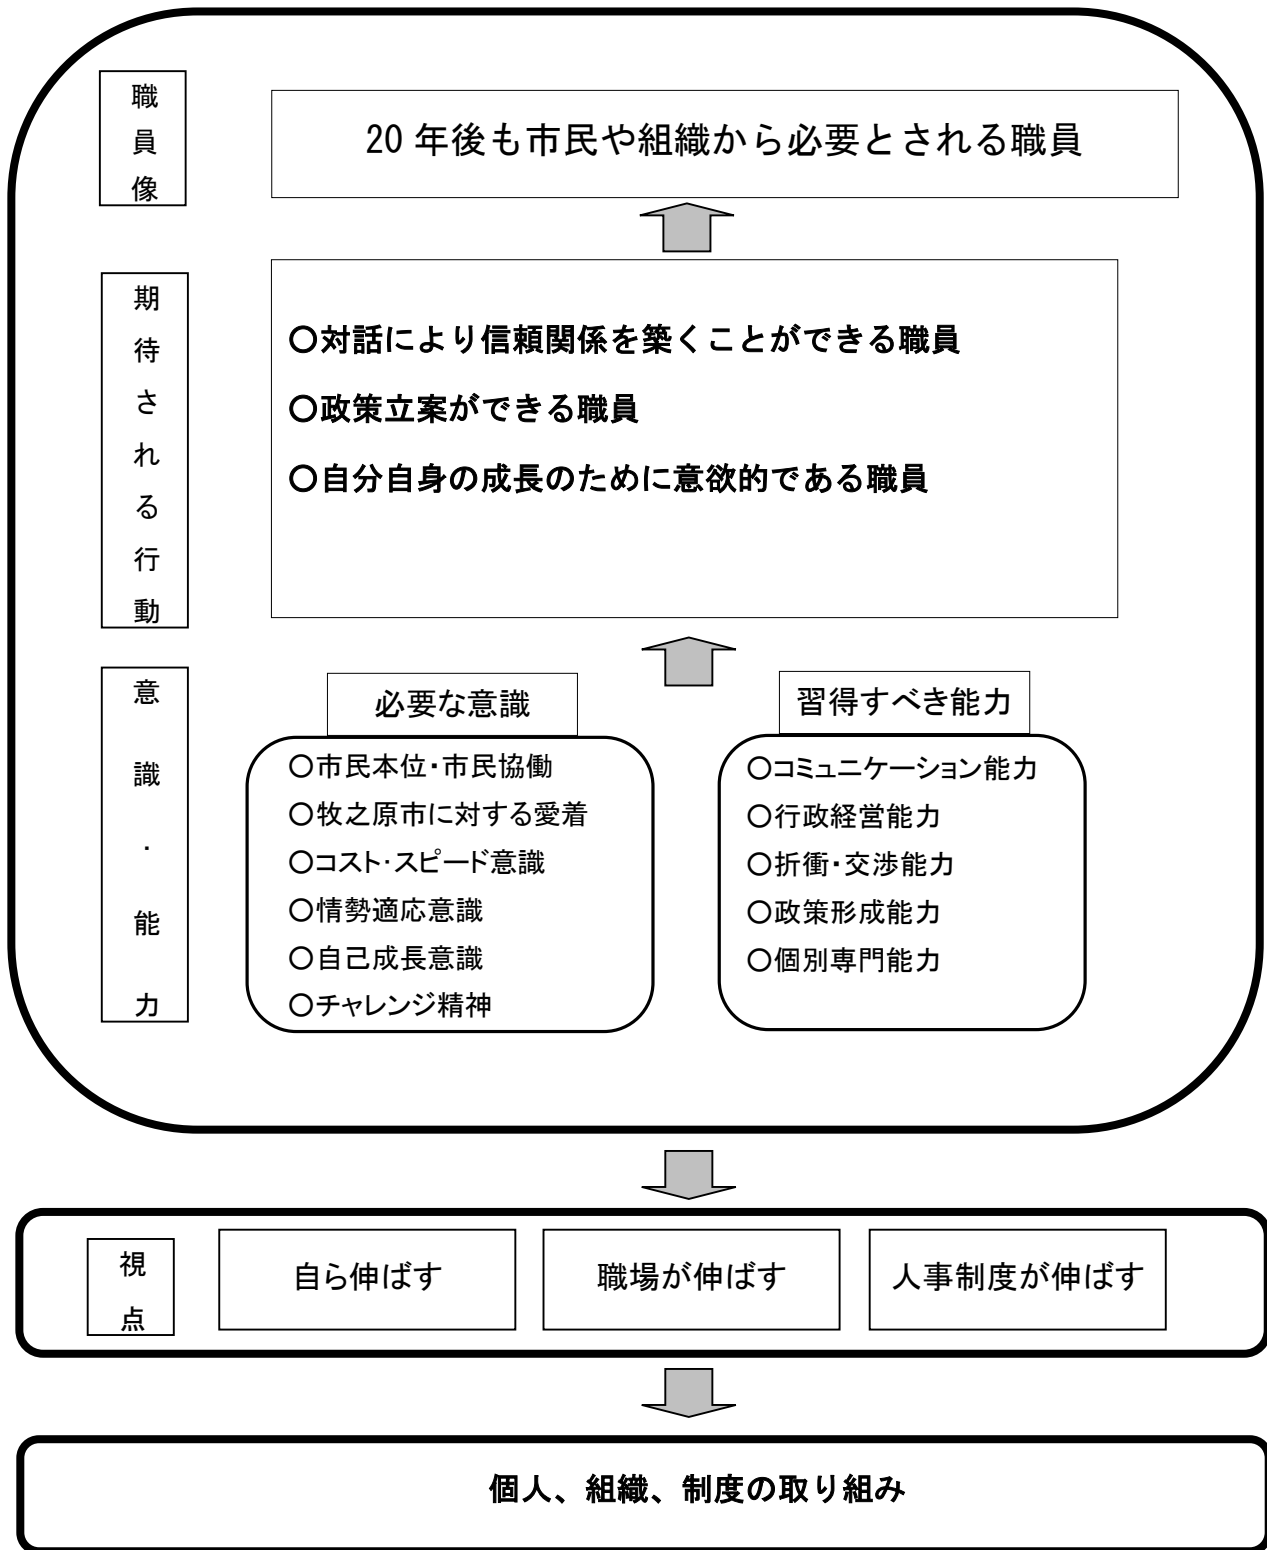 職員像
20年後も市民や組織から必要とされる職員
期待される行動
○対話により信頼関係を築くことができる職員
○政策立案ができる職員
○自分自身の成長のために意欲的である職員
意識・能力
必要な意識
○市民本位・市民協働
○牧之原市に対する愛着
○コスト・スピード意識
○情勢適応意識
○自己成長意識
○チャレンジ精神
習得すべき能力
○コミュニケーション能力
○行政経営能力
○折衝・交渉能力
○政策形成能力
○個別専門能力
視点
自ら伸ばす
職場が伸ばす
人事制度が伸ばす
個人、組織、制度の取り組み